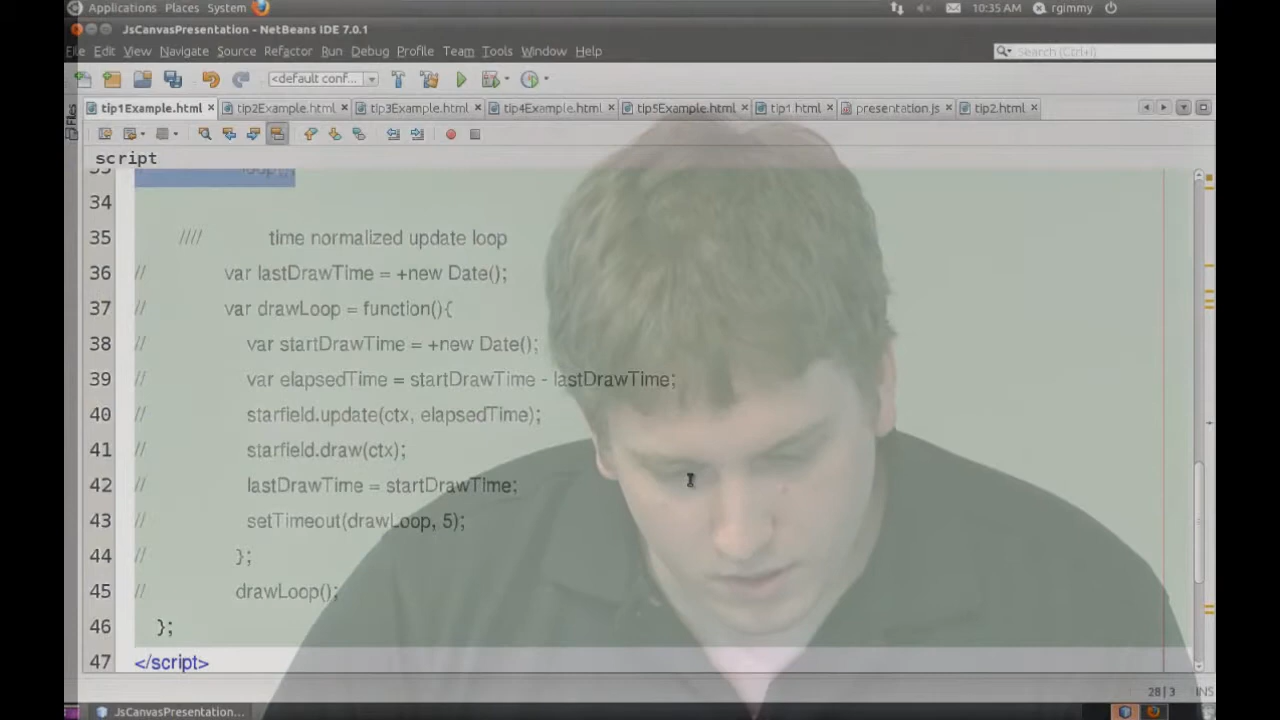 Applications Places System
10:35 AM rgimmy
JsCanvasPresentation - NetBeans IDE 7.0.1
File Edit View Navigate Source Refactor Run Debug Profile Team Tools Window Help
Search (Ctrl+I)
<default conf...
Files
tip1Example.html tip2Example.html tip3Example.html tip4Example.html tip5Example.html tip1.html presentation.js tip2.html
script
33 loop();
34
35 //// time normalized update loop
36 // var lastDrawTime = +new Date();
37 // var drawLoop = function(){
38 // var startDrawTime = +new Date();
39 // var elapsedTime = startDrawTime - lastDrawTime;
40 // starfield.update(ctx, elapsedTime);
41 // starfield.draw(ctx);
42 // lastDrawTime = startDrawTime;
43 // setTimeout(drawLoop, 5);
44 // };
45 // drawLoop();
46 };
47 </script>
28|3 INS
JsCanvasPresentation...